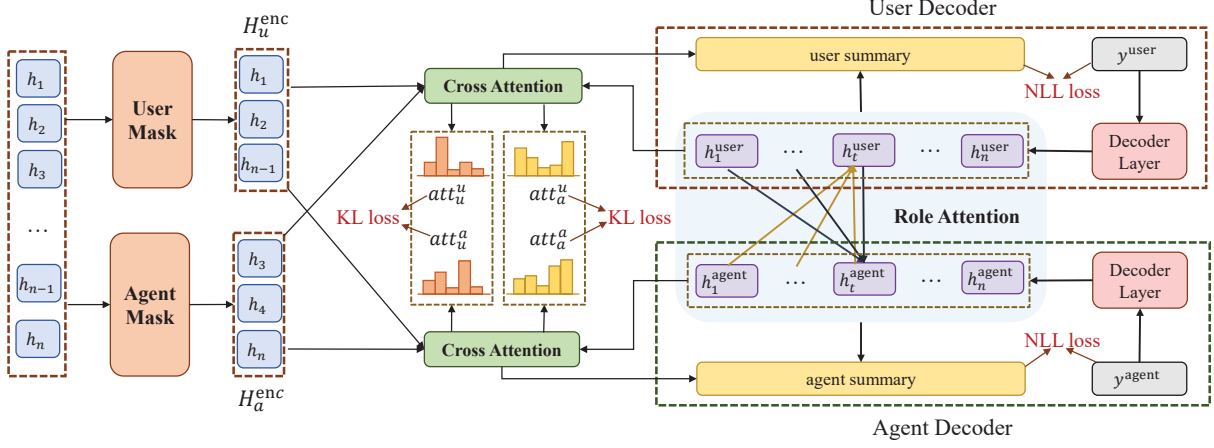 User Decoder
H_u^enc
h_1
h_2
h_3
...
h_{n-1}
h_n
User
Mask
Agent
Mask
h_1
h_2
h_{n-1}
h_3
h_4
h_n
H_a^enc
Cross Attention
att_u^u
att_u^a
KL loss
att_a^u
att_a^a
KL loss
Cross Attention
user summary
y^user
NLL loss
h_1^user
...
h_t^user
...
h_n^user
Decoder
Layer
Role Attention
h_1^agent
...
h_t^agent
...
h_n^agent
Decoder
Layer
NLL loss
agent summary
y^agent
Agent Decoder